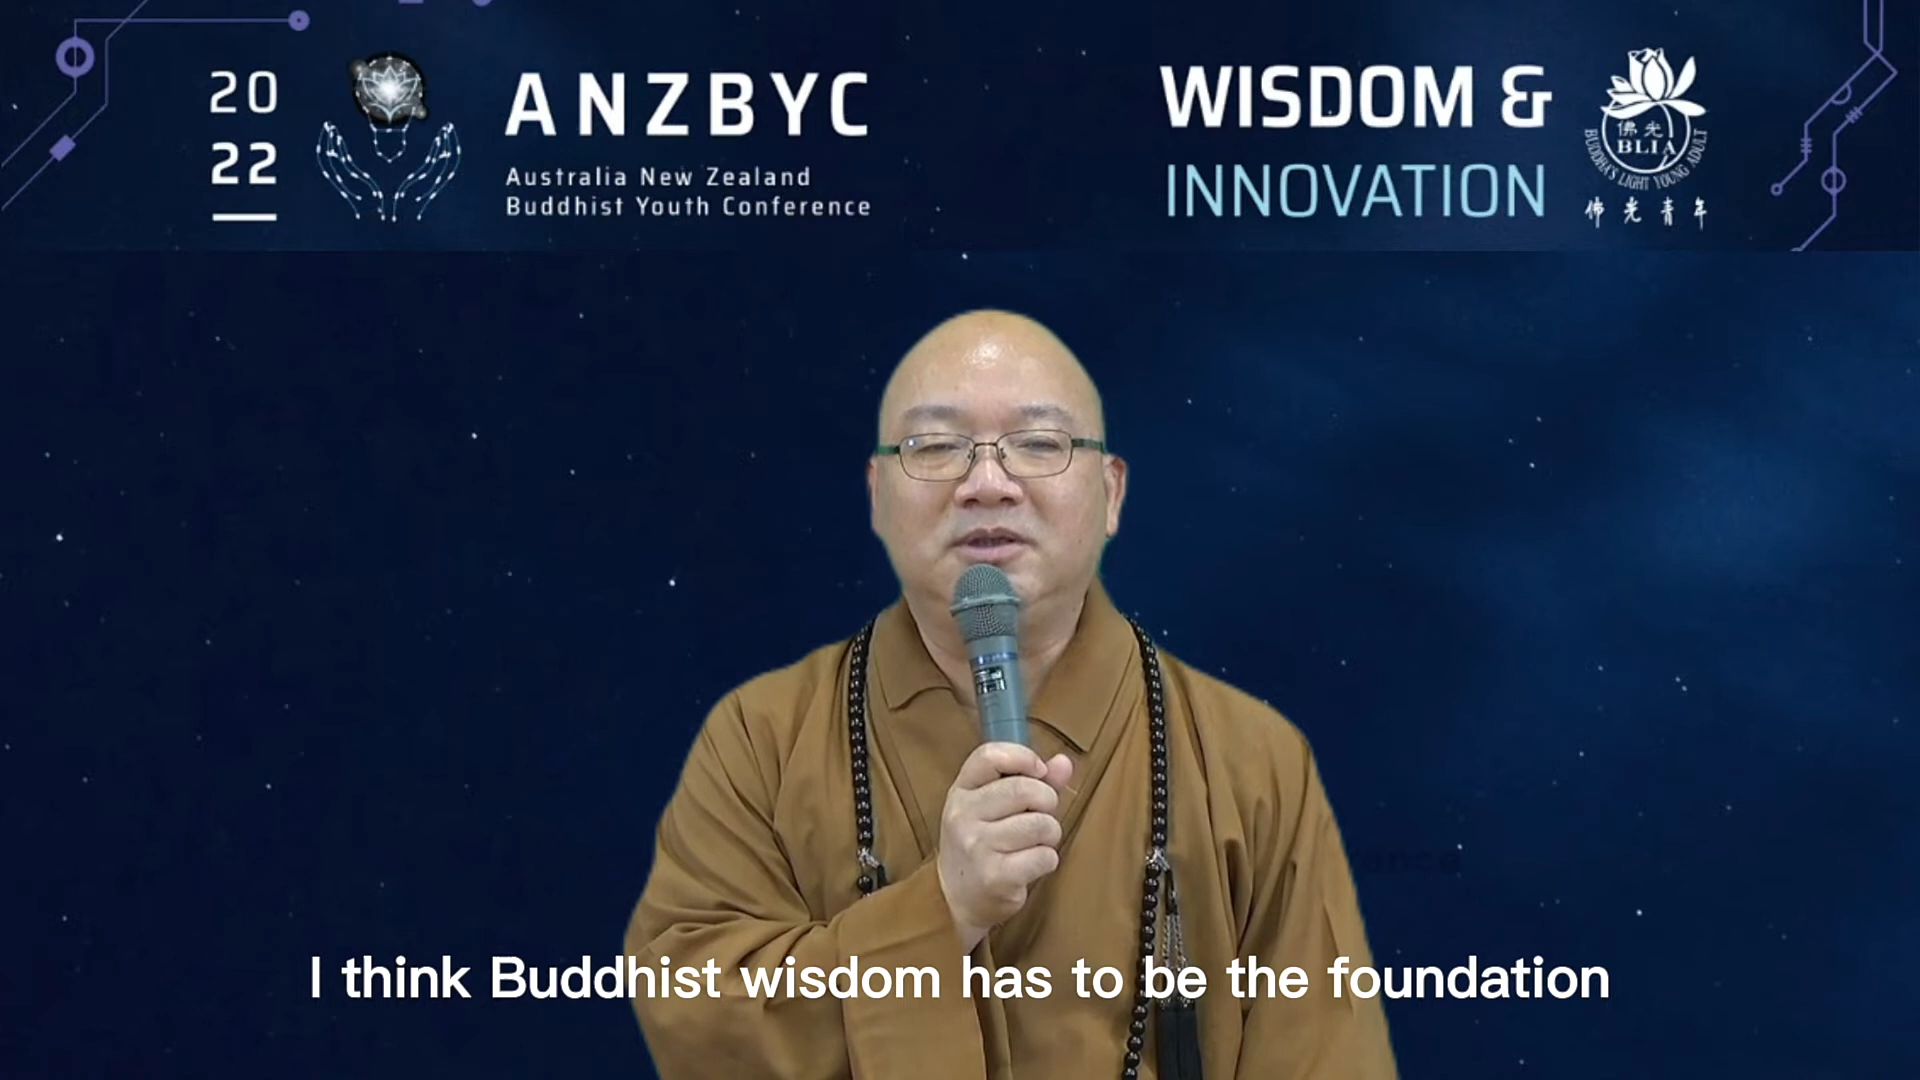 20
22
ANZBYC
Australia New Zealand
Buddhist Youth Conference
WISDOM &
INNOVATION
佛光
BLIA
BUDDHA'S LIGHT YOUNG ADULT
佛光青年
I think Buddhist wisdom has to be the foundation